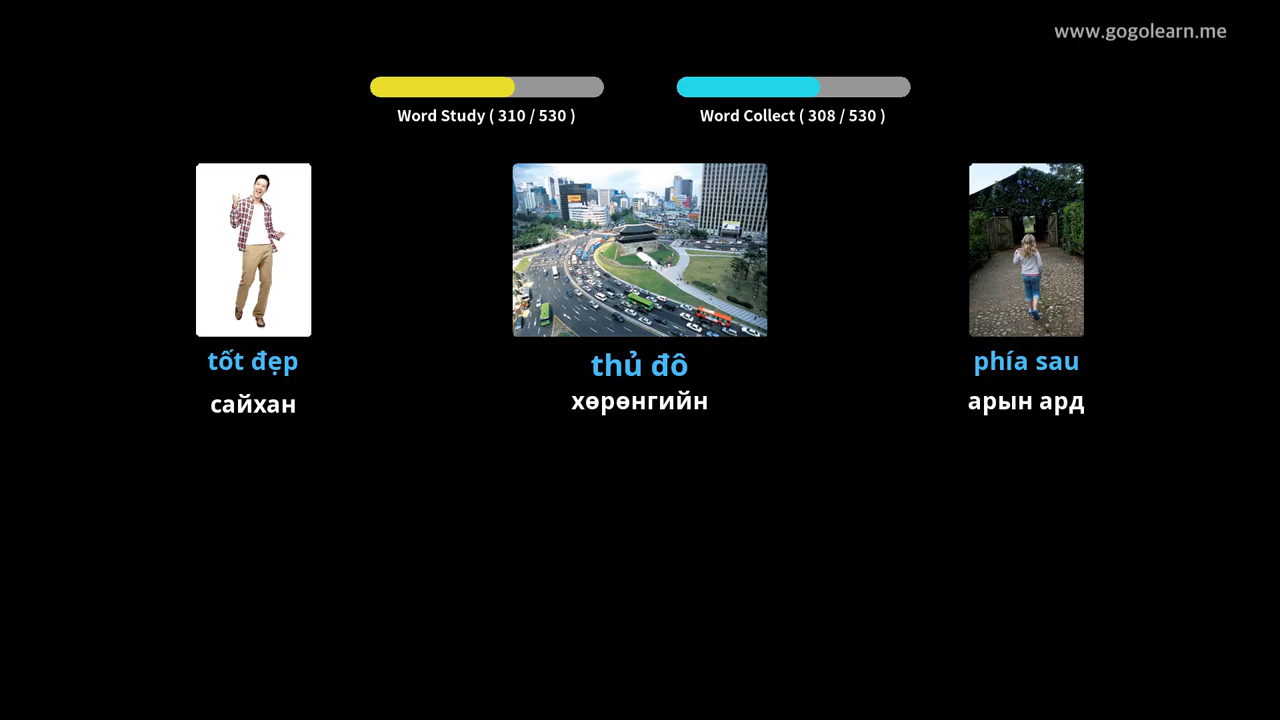 www.gogolearn.me
Word Study ( 310 / 530 )
Word Collect ( 308 / 530 )
tốt đẹp
сайхан
thủ đô
хөрөнгийн
phía sau
арын ард